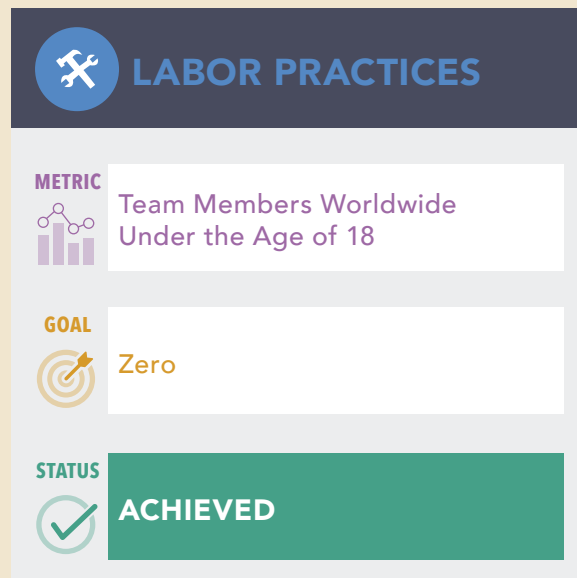 LABOR PRACTICES
METRIC
Team Members Worldwide
Under the Age of 18
GOAL
Zero
STATUS
ACHIEVED